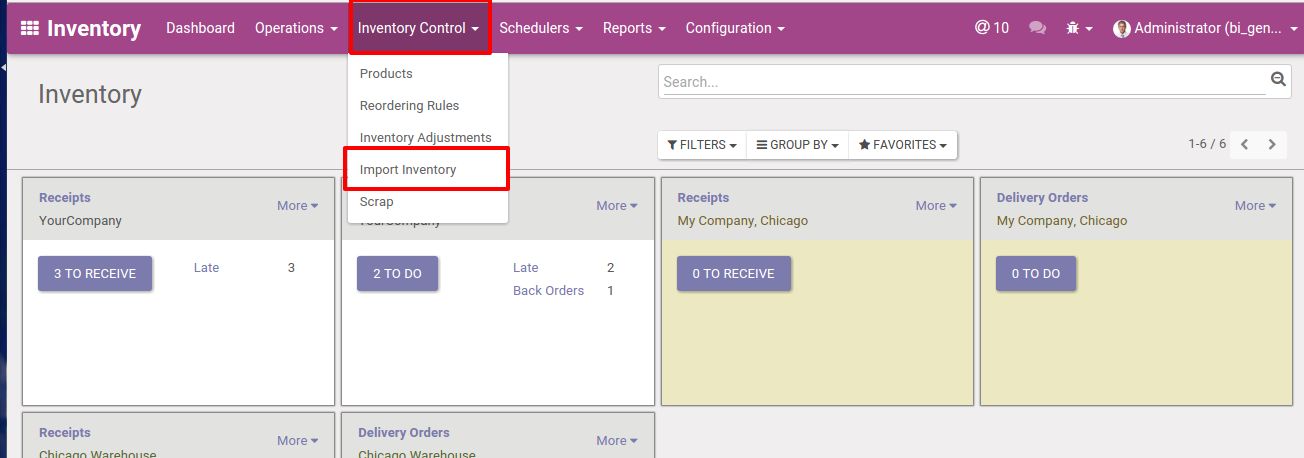 Inventory Dashboard Operations Inventory Control Schedulers Reports Configuration @ 10 Administrator (bi_gen...
Products
Reordering Rules
Inventory Adjustments
Import Inventory
Scrap
Inventory
Search...
FILTERS GROUP BY FAVORITES 1-6 / 6
Receipts More
YourCompany
3 TO RECEIVE Late 3
More
YourCompany
2 TO DO Late 2
Back Orders 1
Receipts More
My Company, Chicago
0 TO RECEIVE
Delivery Orders More
My Company, Chicago
0 TO DO
Receipts More
Chicago Warehouse
Delivery Orders More
Chicago Warehouse